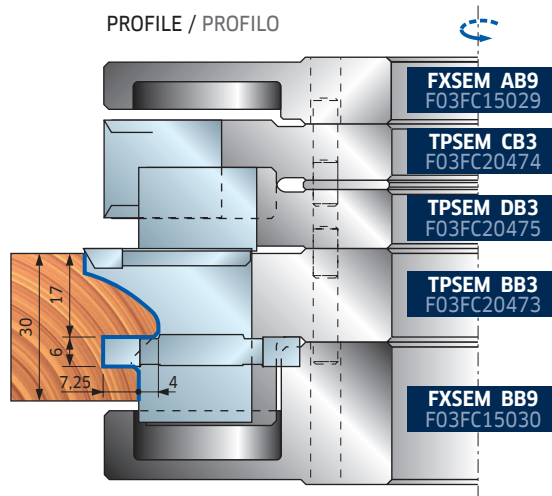 PROFILE / PROFILO
FXSEM AB9
F03FC15029
TPSEM CB3
F03FC20474
TPSEM DB3
F03FC20475
TPSEM BB3
F03FC20473
FXSEM BB9
F03FC15030
30
17
6
7,25
4